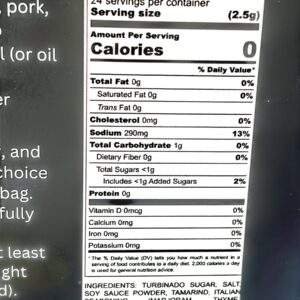 pork,
l (or oil
er
, and
choice
bag.
fully
t least
ght
d).
24 servings per container
Serving size (2.5g)
Amount Per Serving
Calories 0
% Daily Value*
Total Fat 0g 0%
Saturated Fat 0g 0%
Trans Fat 0g
Cholesterol 0mg 0%
Sodium 290mg 13%
Total Carbohydrate 1g 0%
Dietary Fiber 0g 0%
Total Sugars <1g
Includes <1g Added Sugars 2%
Protein 0g
Vitamin D 0mcg 0%
Calcium 0mg 0%
Iron 0mg 0%
Potassium 0mg 0%
* The % Daily Value (DV) tells you how much a nutrient in a
serving of food contributes to a daily diet. 2,000 calories a day
is used for general nutrition advice.
INGREDIENTS: TURBINADO SUGAR, SALT,
SOY SAUCE POWDER, TAMARIND, ITALIAN
THYME,